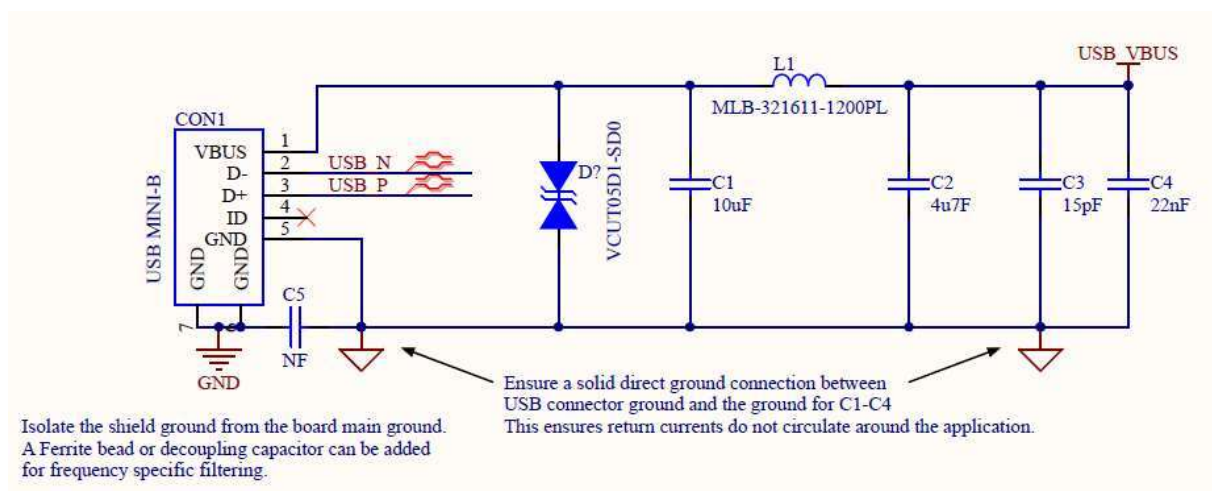 USB_VBUS
L1
MLB-321611-1200PL
CON1
USB MINI-B
VBUS 1
D- 2 USB_N
D+ 3 USB_P
ID 4
GND 5
GND GND
7
D?
VCUT05D1-SD0
C1
10uF
C2
4u7F
C3
15pF
C4
22nF
C5
NF
GND
Ensure a solid direct ground connection between
USB connector ground and the ground for C1-C4
This ensures return currents do not circulate around the application.
Isolate the shield ground from the board main ground.
A Ferrite bead or decoupling capacitor can be added
for frequency specific filtering.